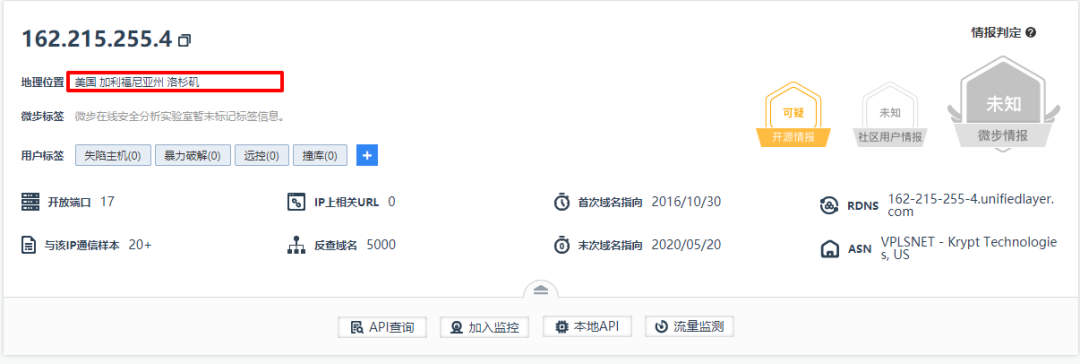 162.215.255.4
情报判定
地理位置 美国 加利福尼亚州 洛杉矶
微步标签 微步在线安全分析实验室暂未标记标签信息。
可疑
开源情报
未知
社区用户情报
未知
微步情报
用户标签 失陷主机(0) 暴力破解(0) 远控(0) 撞库(0) +
开放端口 17
IP上相关URL 0
首次域名指向 2016/10/30
RDNS 162-215-255-4.unifiedlayer.
com
与该IP通信样本 20+
反查域名 5000
末次域名指向 2020/05/20
ASN VPLSNET - Krypt Technologie
s, US
API查询 加入监控 本地API 流量监测